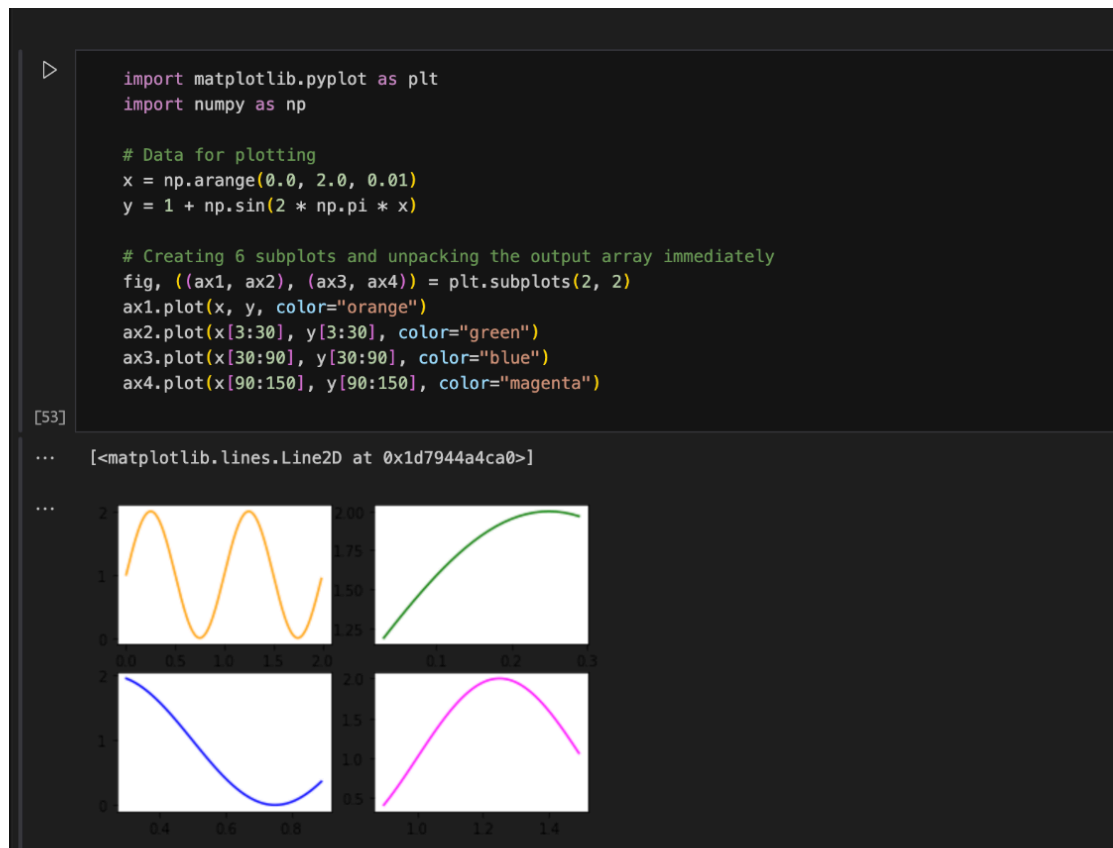 import matplotlib.pyplot as plt
import numpy as np
# Data for plotting
x = np.arange(0.0, 2.0, 0.01)
y = 1 + np.sin(2 * np.pi * x)
# Creating 6 subplots and unpacking the output array immediately
fig, ((ax1, ax2), (ax3, ax4)) = plt.subplots(2, 2)
ax1.plot(x, y, color="orange")
ax2.plot(x[3:30], y[3:30], color="green")
ax3.plot(x[30:90], y[30:90], color="blue")
ax4.plot(x[90:150], y[90:150], color="magenta")
[53]
... [<matplotlib.lines.Line2D at 0x1d7944a4ca0>]
...
2 1 0
0.0 0.5 1.0 1.5 2.0
2.00 1.75 1.50 1.25
0.1 0.2 0.3
2 1 0
0.4 0.6 0.8
2.0 1.5 1.0 0.5
1.0 1.2 1.4